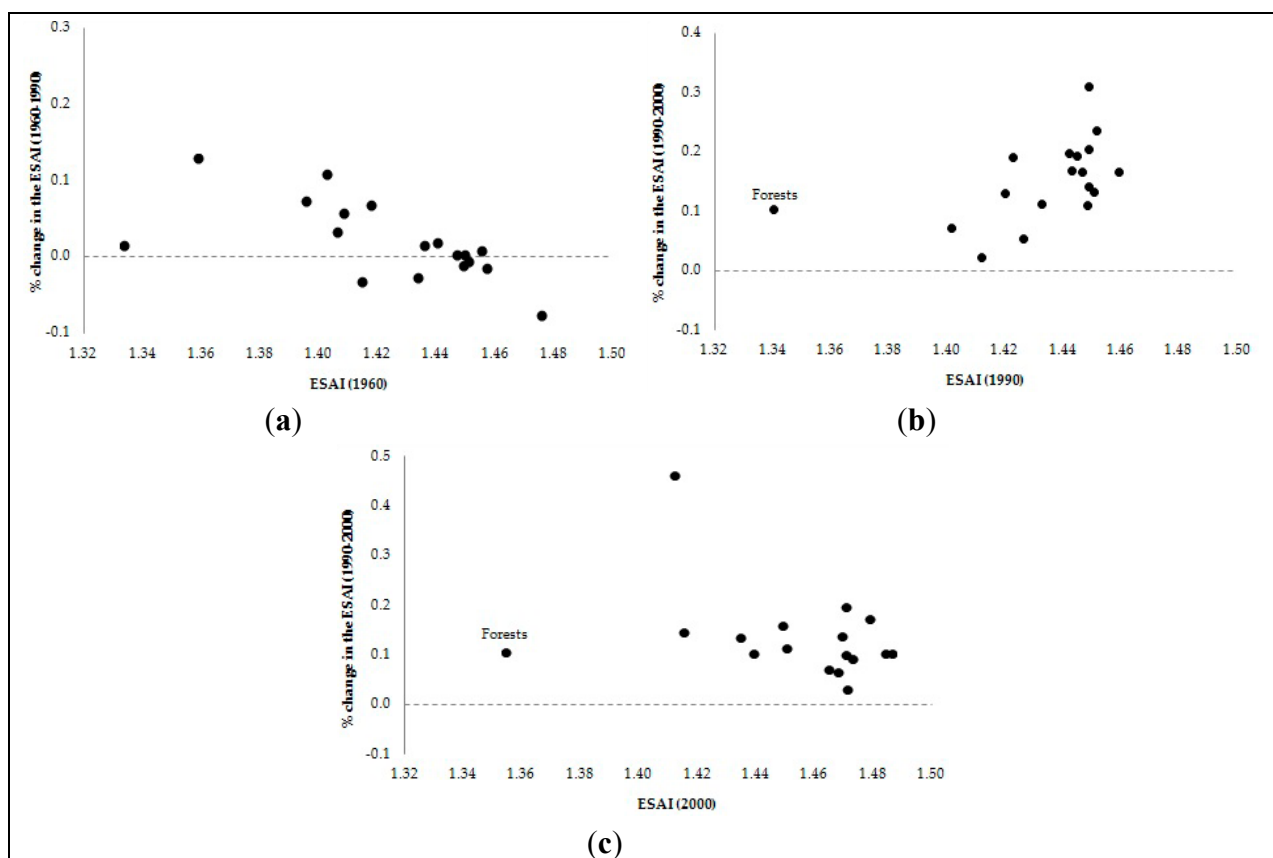 0.3
0.2
0.1
0.0
-0.1
% change in the ESAI (1960-1990)
1.32 1.34 1.36 1.38 1.40 1.42 1.44 1.46 1.48 1.50
ESAI (1960)
(a)
0.4
0.3
0.2
0.1
0.0
-0.1
% change in the ESAI (1990-2000)
Forests
1.32 1.34 1.36 1.38 1.40 1.42 1.44 1.46 1.48 1.50
ESAI (1990)
(b)
0.5
0.4
0.3
0.2
0.1
0.0
-0.1
% change in the ESAI (1990-2000)
Forests
1.32 1.34 1.36 1.38 1.40 1.42 1.44 1.46 1.48 1.50
ESAI (2000)
(c)